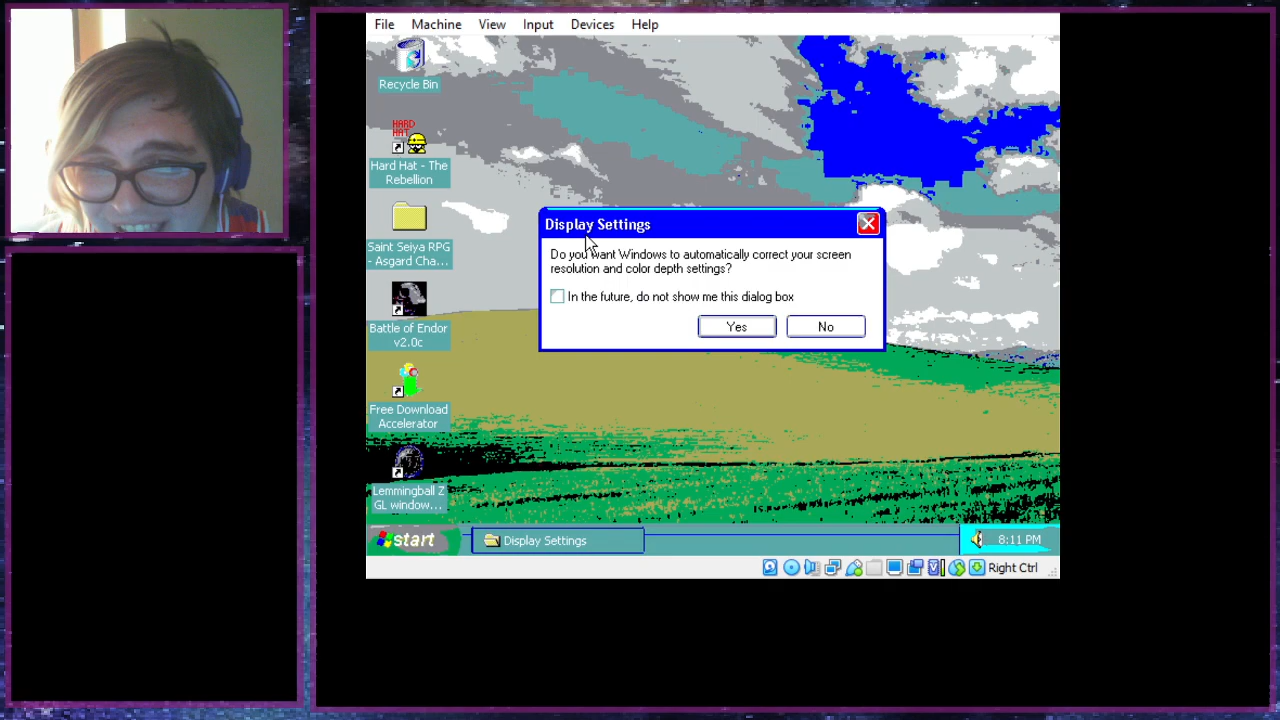 File Machine View Input Devices Help
Recycle Bin
HARD
HAT
Hard Hat - The
Rebellion
Saint Seiya RPG
- Asgard Cha...
Battle of Endor
v2.0c
Free Download
Accelerator
Lemmingball Z
GL window...
Display Settings
Do you want Windows to automatically correct your screen
resolution and color depth settings?
In the future, do not show me this dialog box
Yes No
start Display Settings 8:11 PM
Right Ctrl